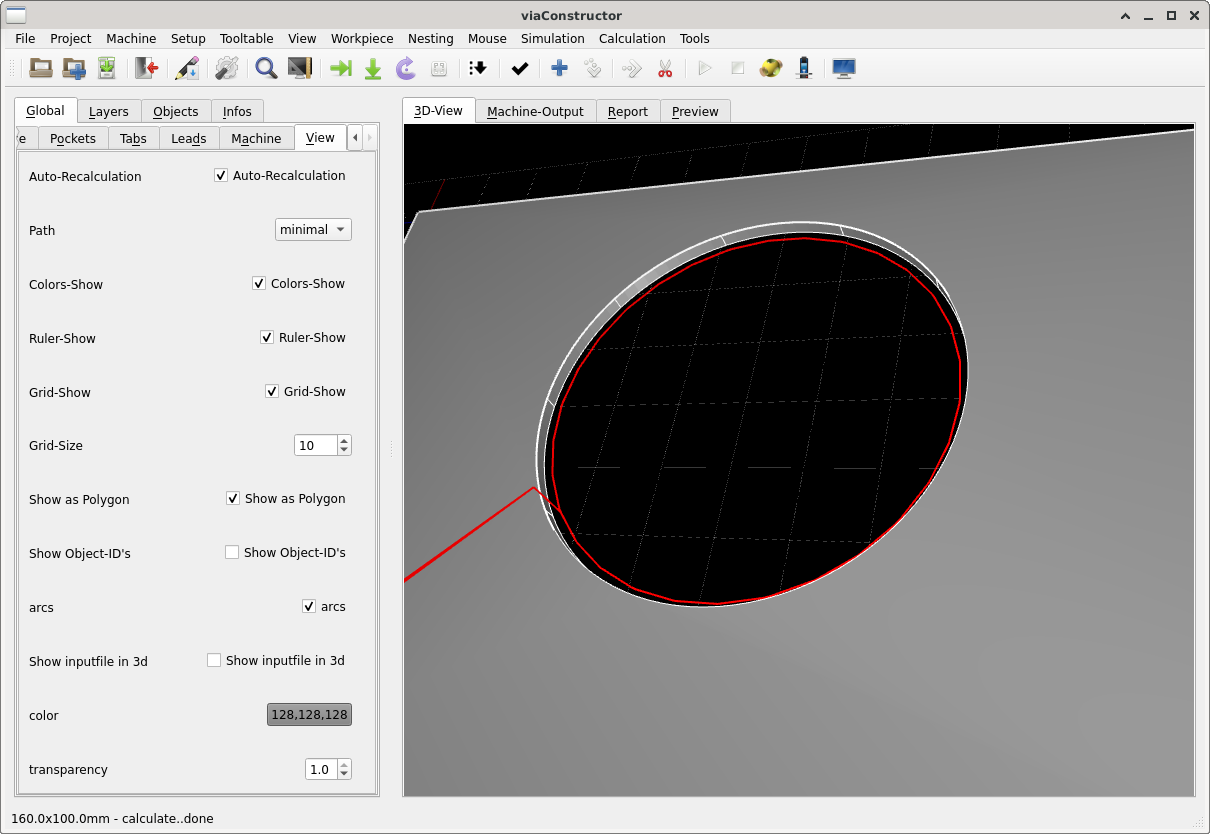 viaConstructor
File Project Machine Setup Tooltable View Workpiece Nesting Mouse Simulation Calculation Tools
Global Layers Objects Infos
e Pockets Tabs Leads Machine View
Auto-Recalculation Auto-Recalculation
Path minimal
Colors-Show Colors-Show
Ruler-Show Ruler-Show
Grid-Show Grid-Show
Grid-Size 10
Show as Polygon Show as Polygon
Show Object-ID's Show Object-ID's
arcs arcs
Show inputfile in 3d Show inputfile in 3d
color 128,128,128
transparency 1.0
3D-View Machine-Output Report Preview
160.0x100.0mm - calculate..done